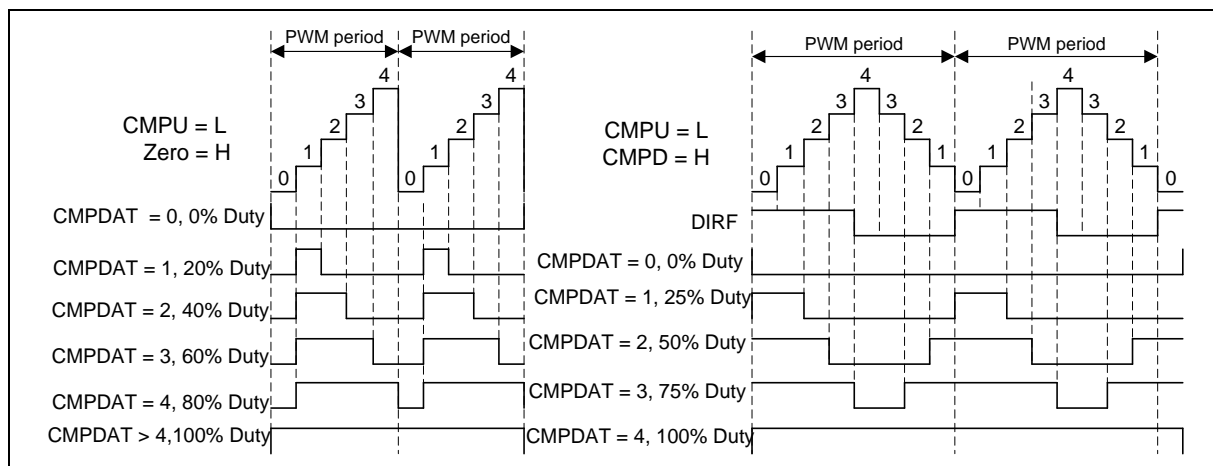 PWM period
PWM period
4
4
3
3
2
2
1
1
0
0
CMPU = L
Zero = H
CMPDAT = 0, 0% Duty
CMPDAT = 1, 20% Duty
CMPDAT = 2, 40% Duty
CMPDAT = 3, 60% Duty
CMPDAT = 4, 80% Duty
CMPDAT > 4,100% Duty
PWM period
PWM period
4
4
3
3
3
3
2
2
2
2
1
1
1
1
0
0
0
CMPU = L
CMPD = H
DIRF
CMPDAT = 0, 0% Duty
CMPDAT = 1, 25% Duty
CMPDAT = 2, 50% Duty
CMPDAT = 3, 75% Duty
CMPDAT = 4, 100% Duty